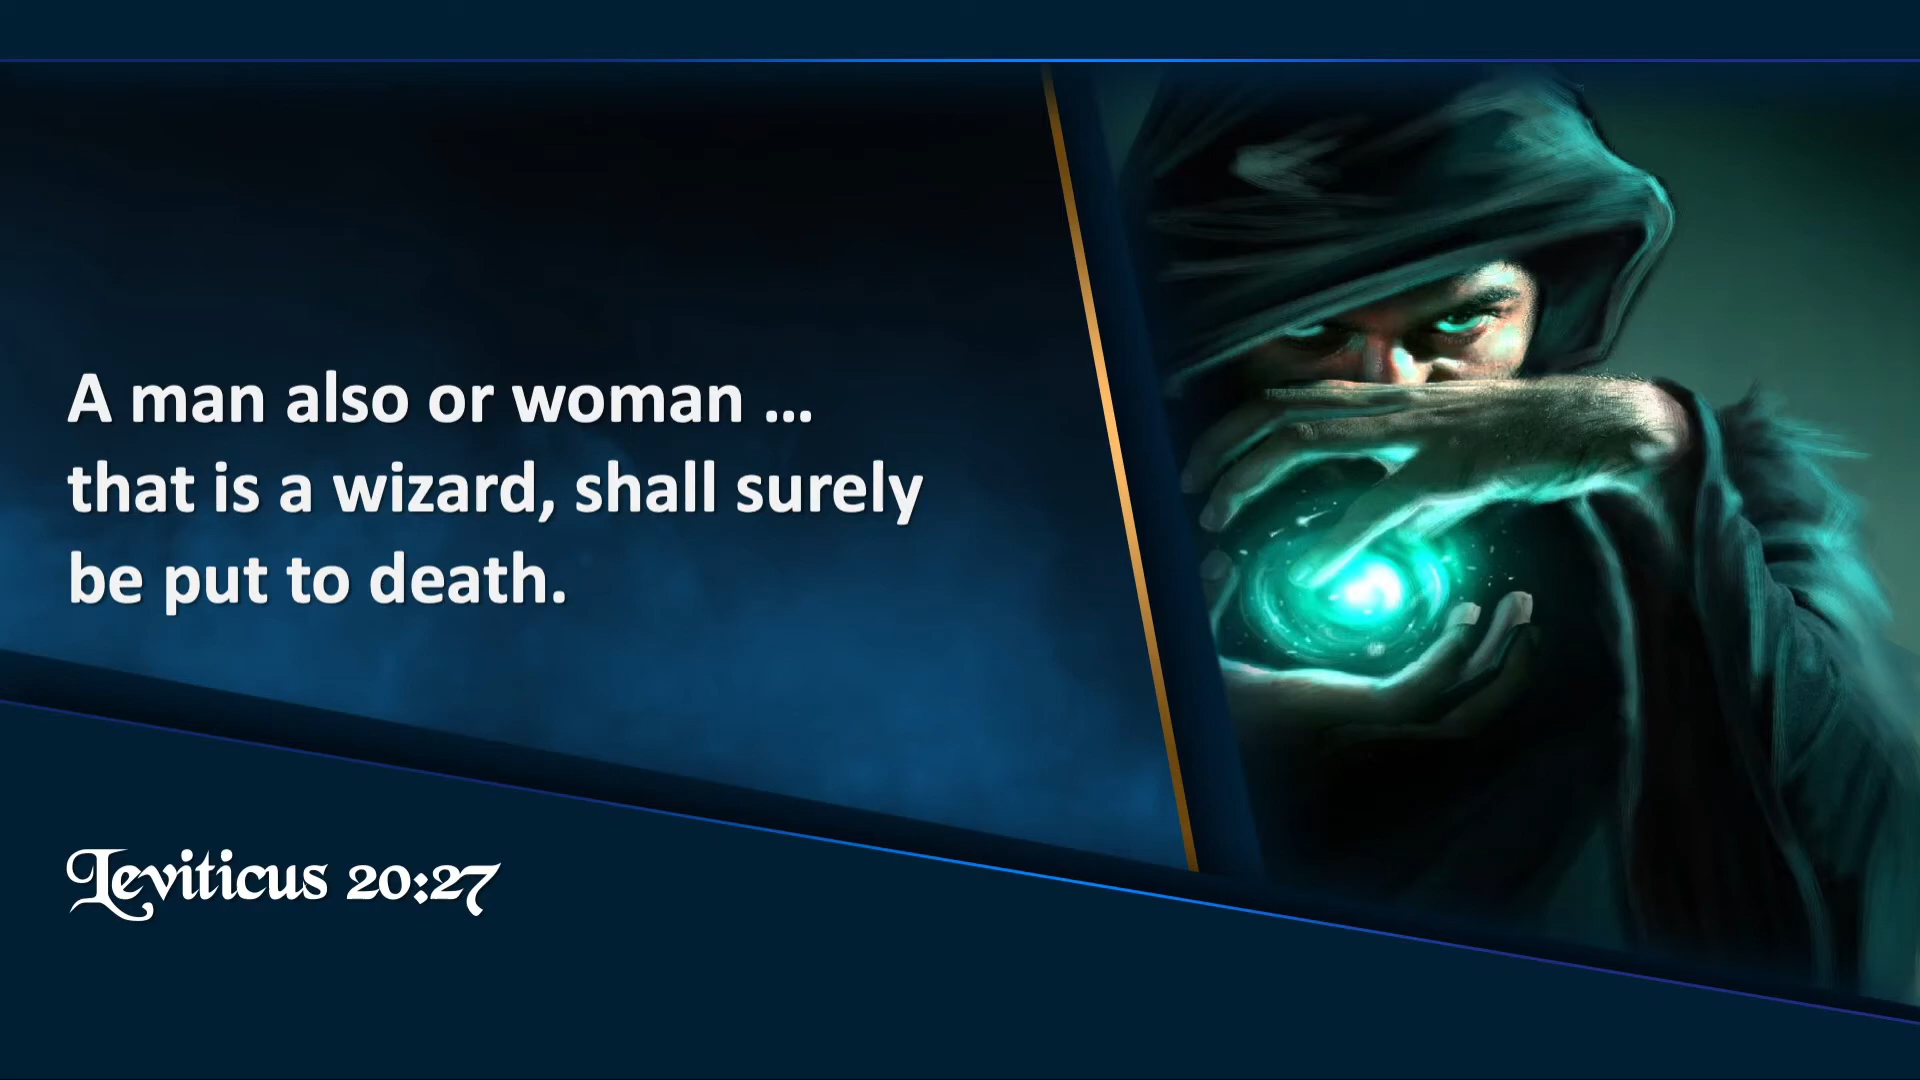 A man also or woman ...
that is a wizard, shall surely
be put to death.
Leviticus 20:27